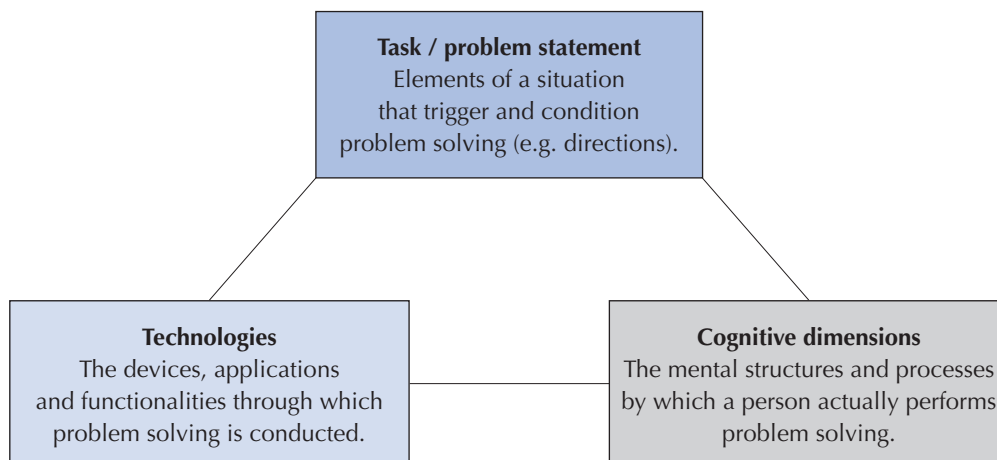 Task / problem statement
Elements of a situation
that trigger and condition
problem solving (e.g. directions).
Technologies
The devices, applications
and functionalities through which
problem solving is conducted.
Cognitive dimensions
The mental structures and processes
by which a person actually performs
problem solving.